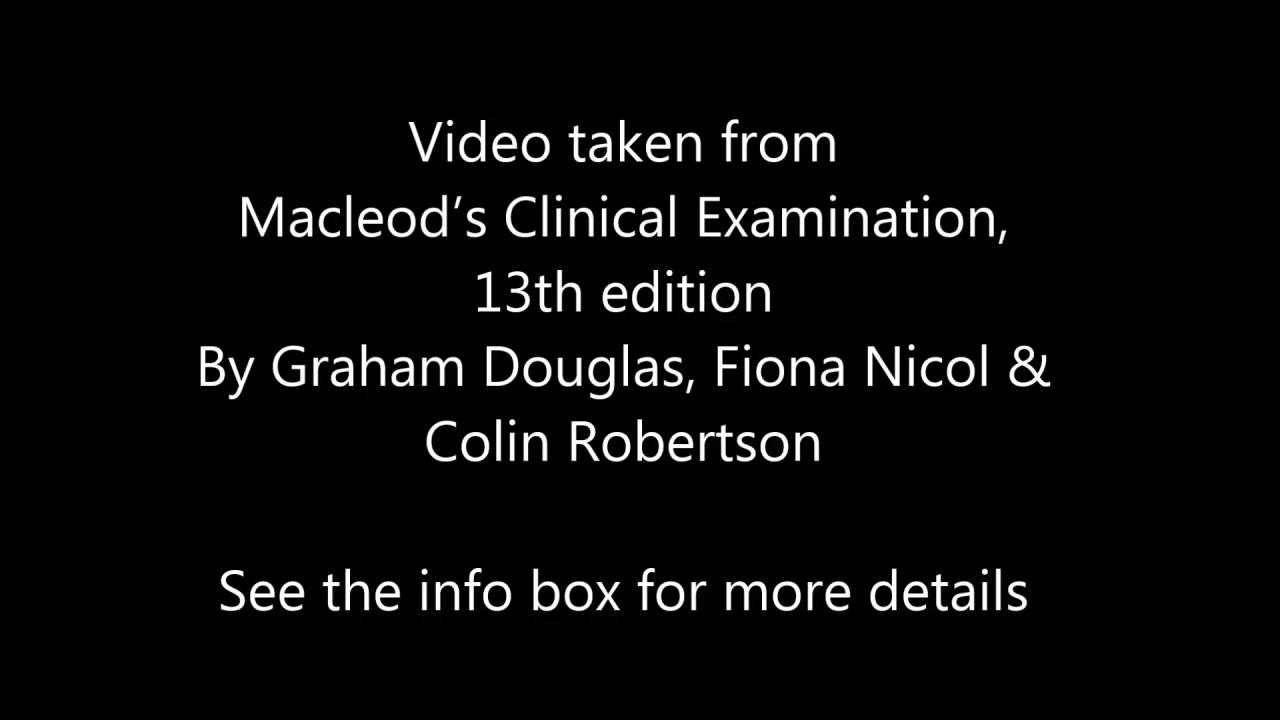 Video taken from
Macleod’s Clinical Examination,
13th edition
By Graham Douglas, Fiona Nicol &
Colin Robertson
See the info box for more details